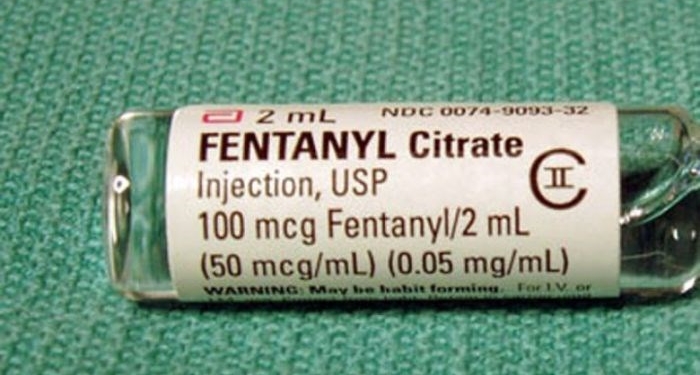 2 mL NDC 0074-9093-32
FENTANYL Citrate
CII
Injection, USP
100 mcg Fentanyl/2 mL
(50 mcg/mL) (0.05 mg/mL)
WARNING: May be habit forming. For I.V. or